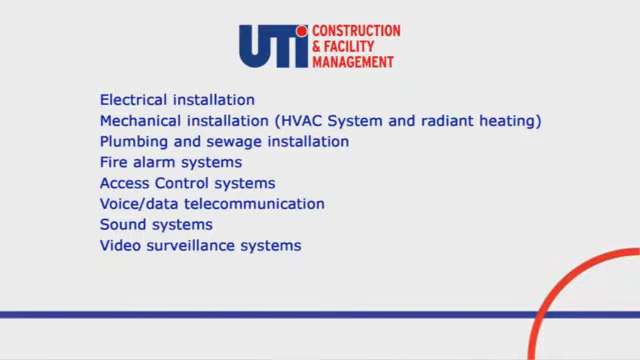 UTi CONSTRUCTION
& FACILITY
MANAGEMENT
Electrical installation
Mechanical installation (HVAC System and radiant heating)
Plumbing and sewage installation
Fire alarm systems
Access Control systems
Voice/data telecommunication
Sound systems
Video surveillance systems